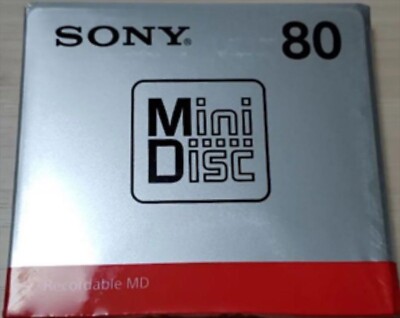 SONY® 80
Mini
Disc
Recordable MD